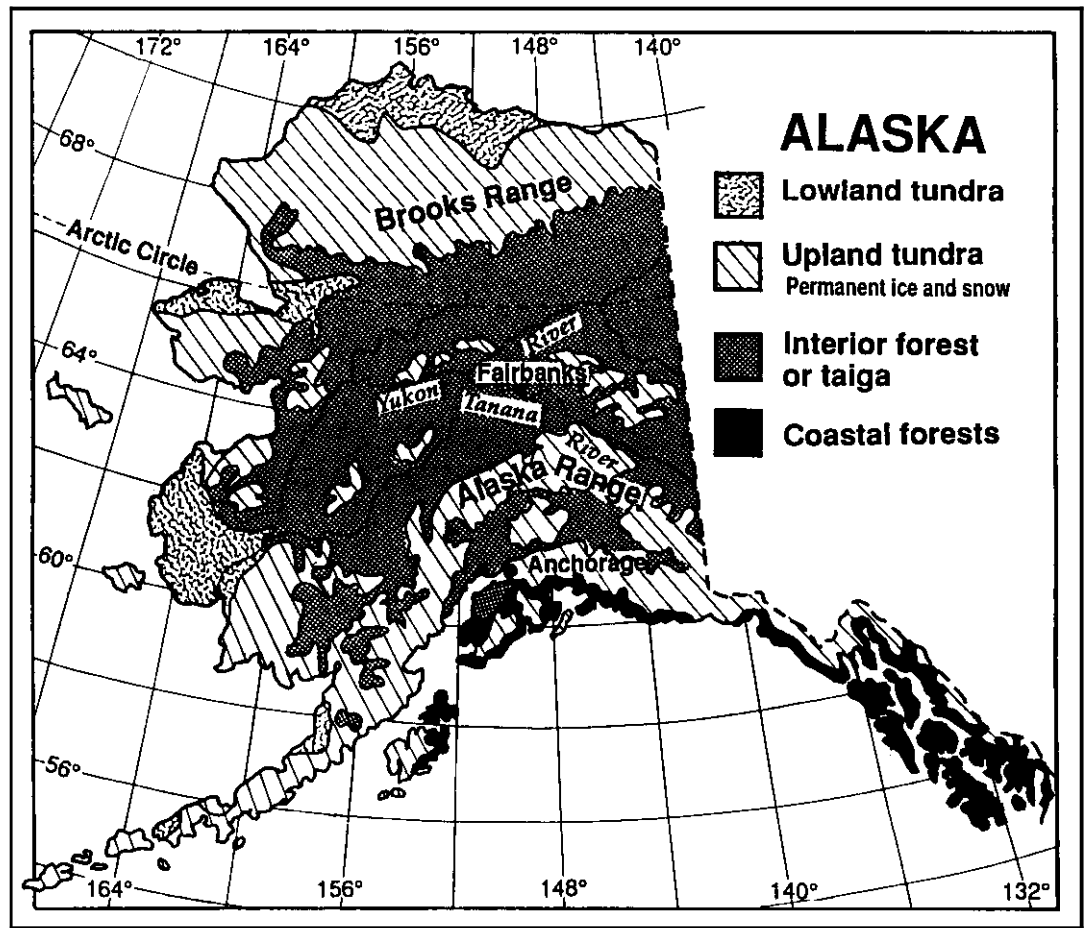 172°
164°
156°
148°
140°
ALASKA
68°
Lowland tundra
Brooks Range
Arctic Circle
Upland tundra
Permanent ice and snow
River
Interior forest
or taiga
64°
Fairbanks
Yukon
Tanana
Coastal forests
River
Alaska Range
60°
Anchorage
56°
164°
156°
148°
140°
132°